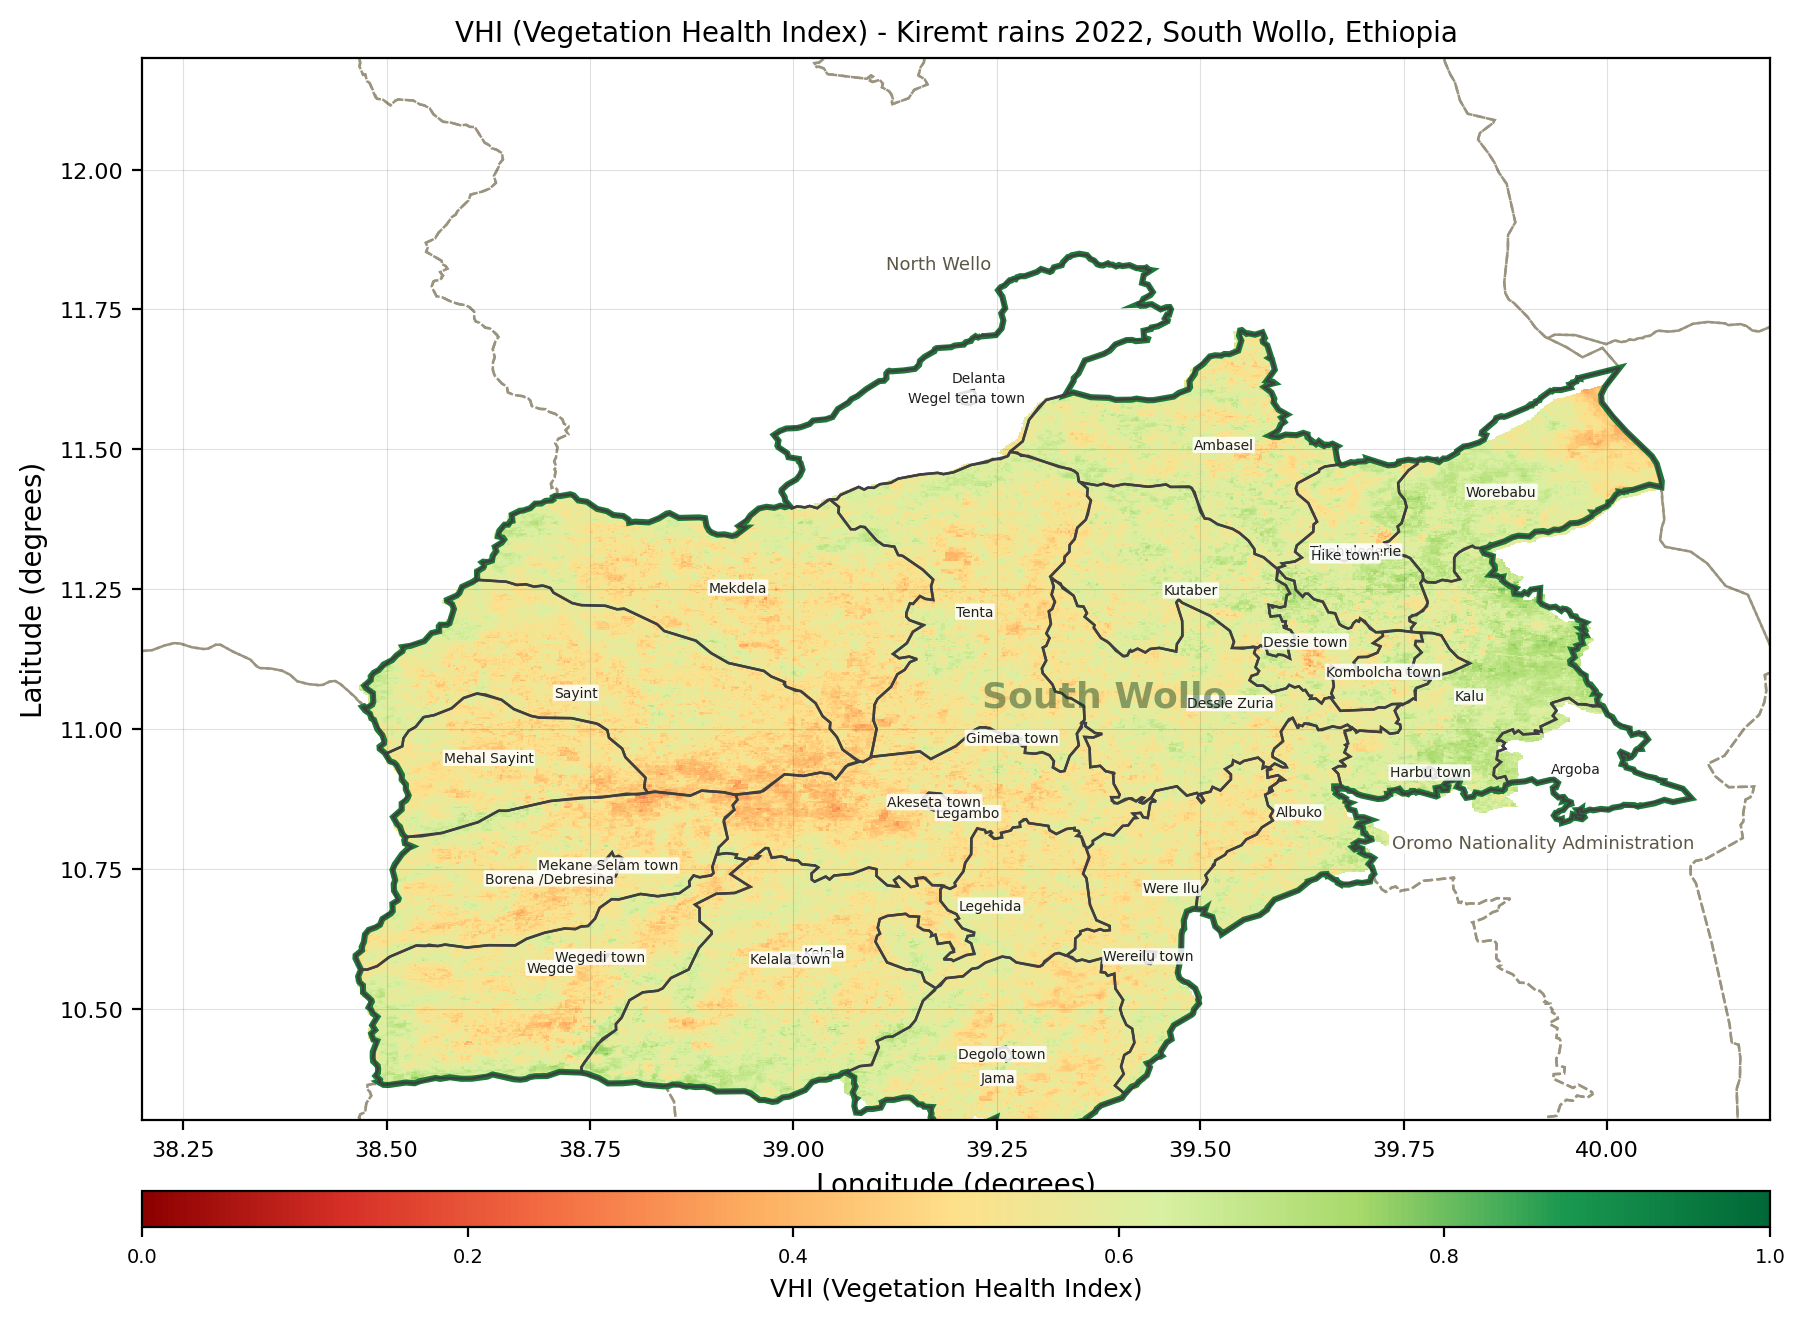 VHI (Vegetation Health Index) - Kiremt rains 2022, South Wollo, Ethiopia
Latitude (degrees)
12.00
11.75
11.50
11.25
11.00
10.75
10.50
North Wello
Delanta
Wegel tena town
Ambasel
Worebabu
Hike town
Mekdela
Kutaber
Tenta
Dessie town
Kombolcha town
Sayint
South Wollo
Dessie Zuria
Kalu
Gimeba town
Mehal Sayint
Harbu town
Argoba
Akeseta town
Legambo
Albuko
Oromo Nationality Administration
Mekane Selam town
Borena /Debresina
Were Ilu
Legehida
Wegedi town
Wegde
Kelala town
Wereilu town
Degolo town
Jama
38.25
38.50
38.75
39.00
39.25
39.50
39.75
40.00
Longitude (degrees)
0.0
0.2
0.4
0.6
0.8
1.0
VHI (Vegetation Health Index)